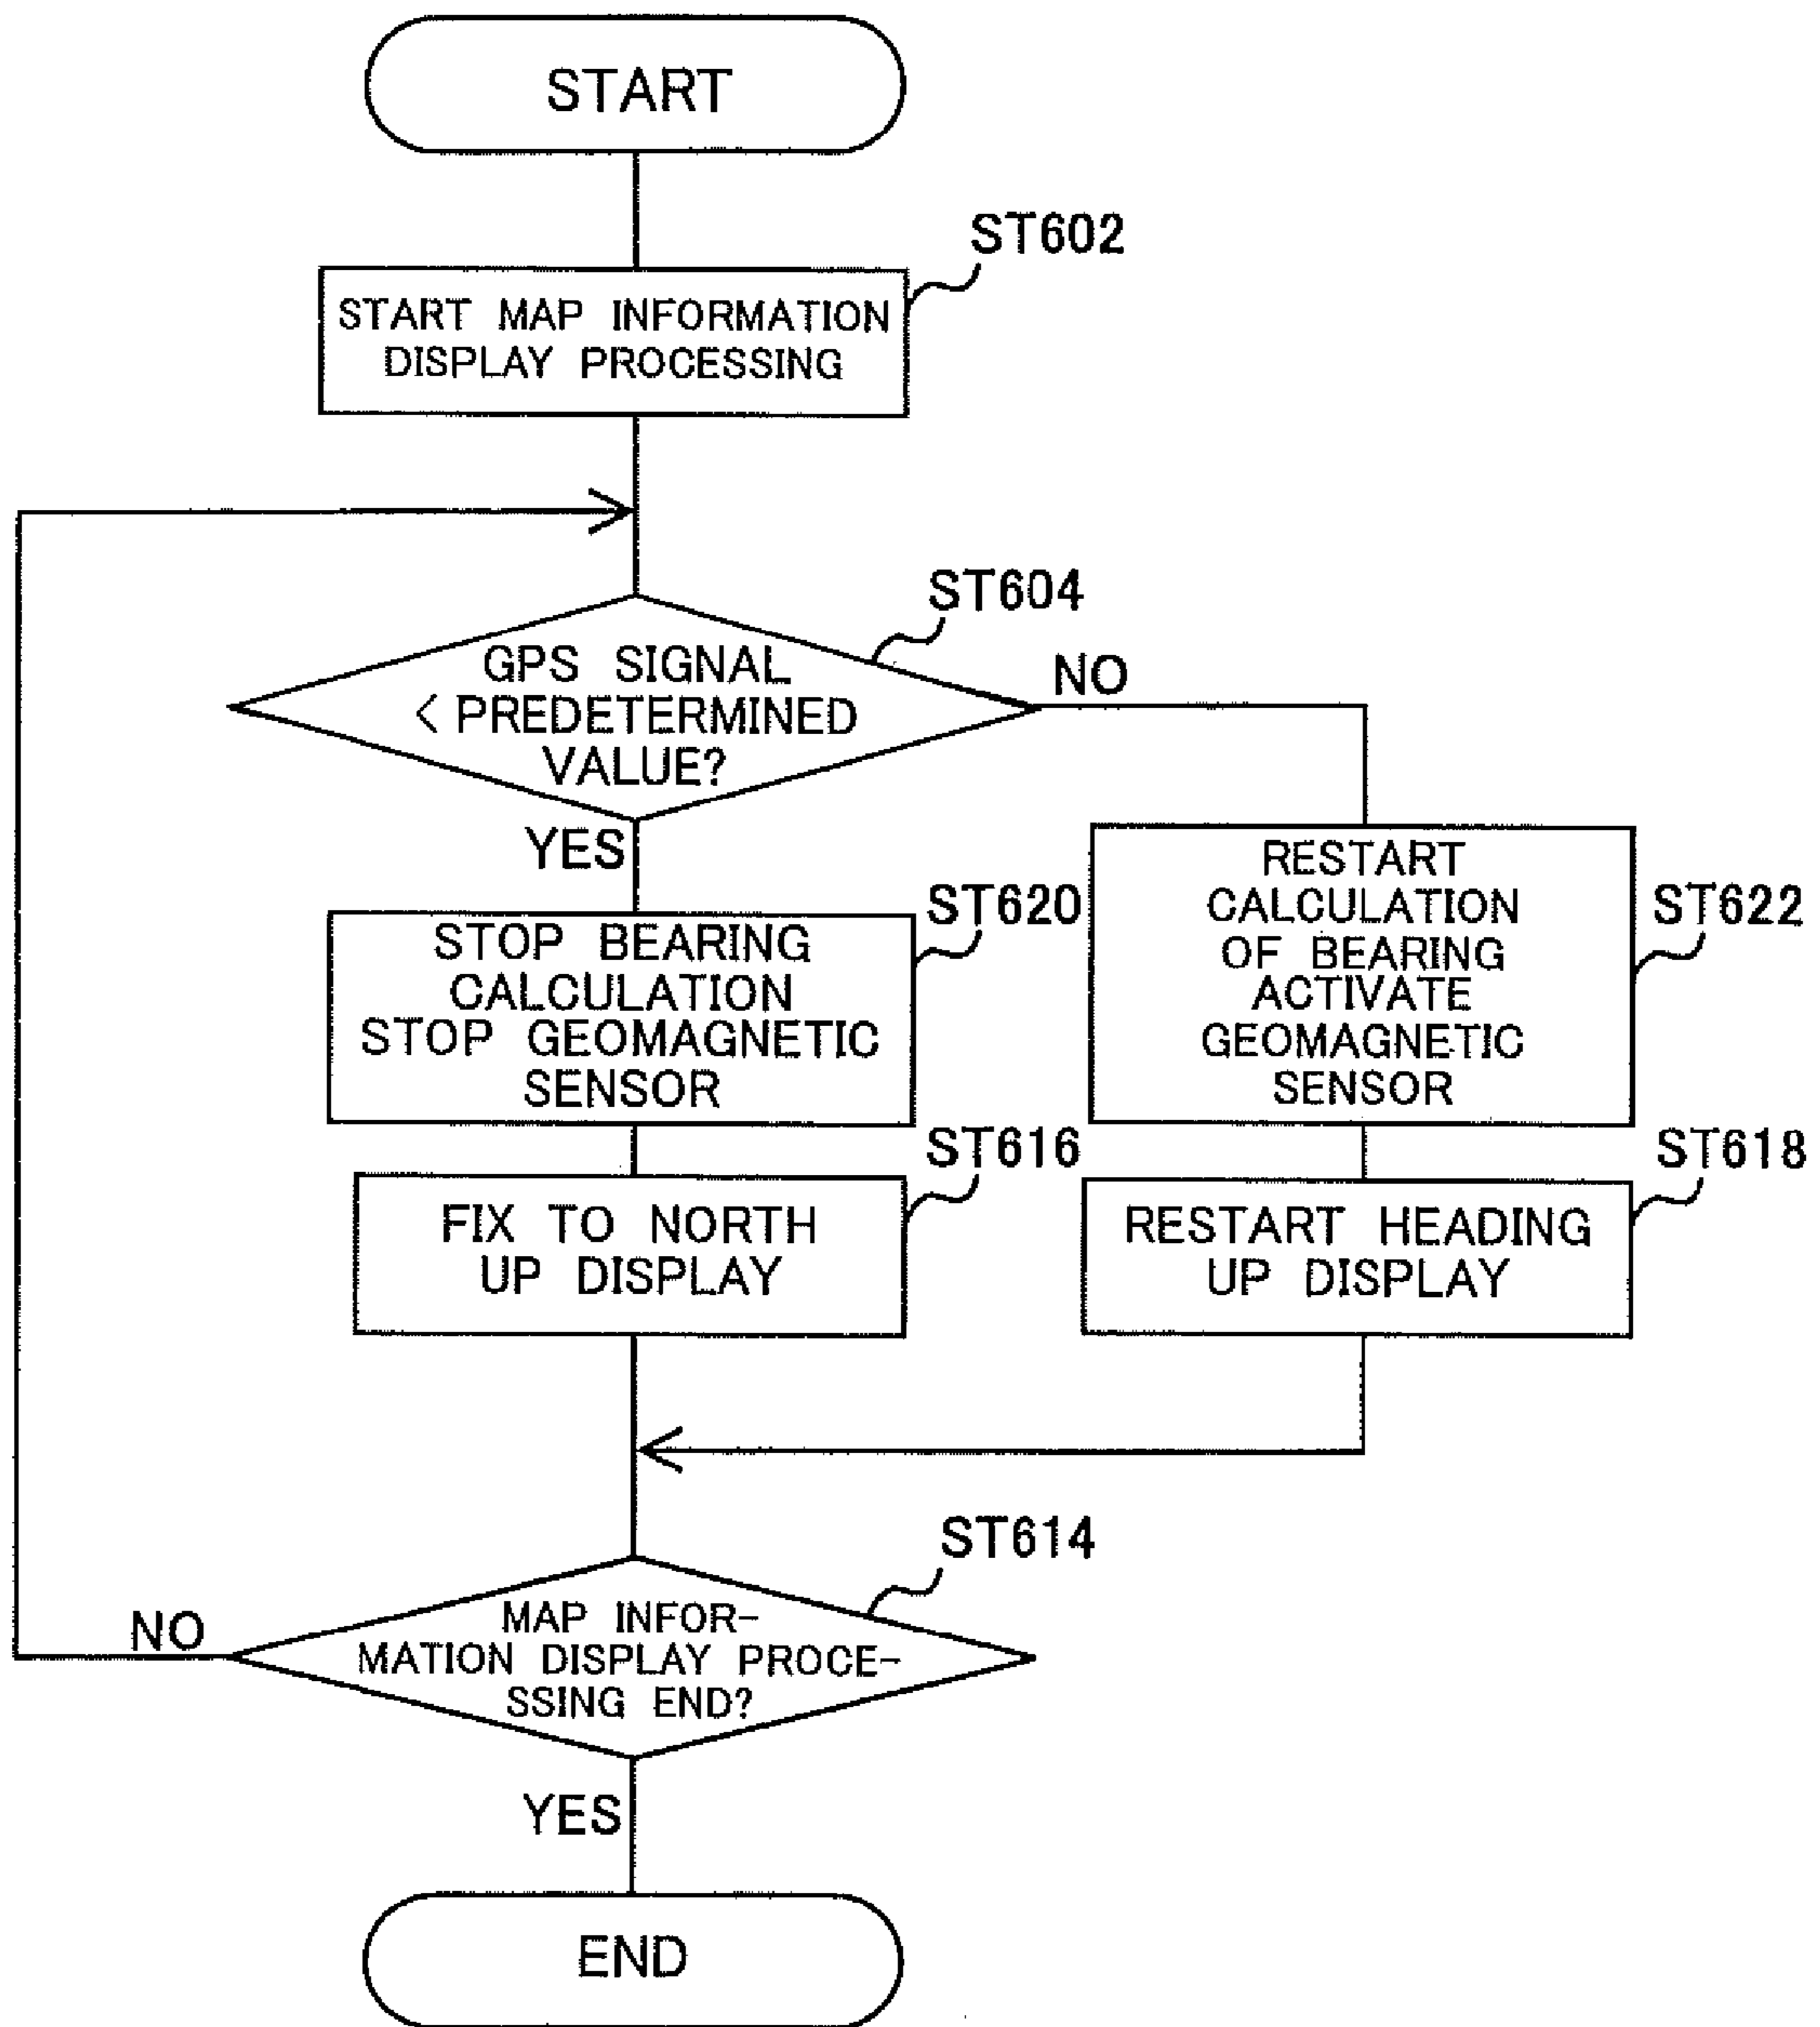 START
ST602
START MAP INFORMATION
DISPLAY PROCESSING
ST604
GPS SIGNAL
< PREDETERMINED
VALUE?
NO
YES
ST620
STOP BEARING
CALCULATION
STOP GEOMAGNETIC
SENSOR
ST622
RESTART
CALCULATION
OF BEARING
ACTIVATE
GEOMAGNETIC
SENSOR
ST616
FIX TO NORTH
UP DISPLAY
ST618
RESTART HEADING
UP DISPLAY
ST614
MAP INFOR-
MATION DISPLAY PROCE-
SSING END?
NO
YES
END